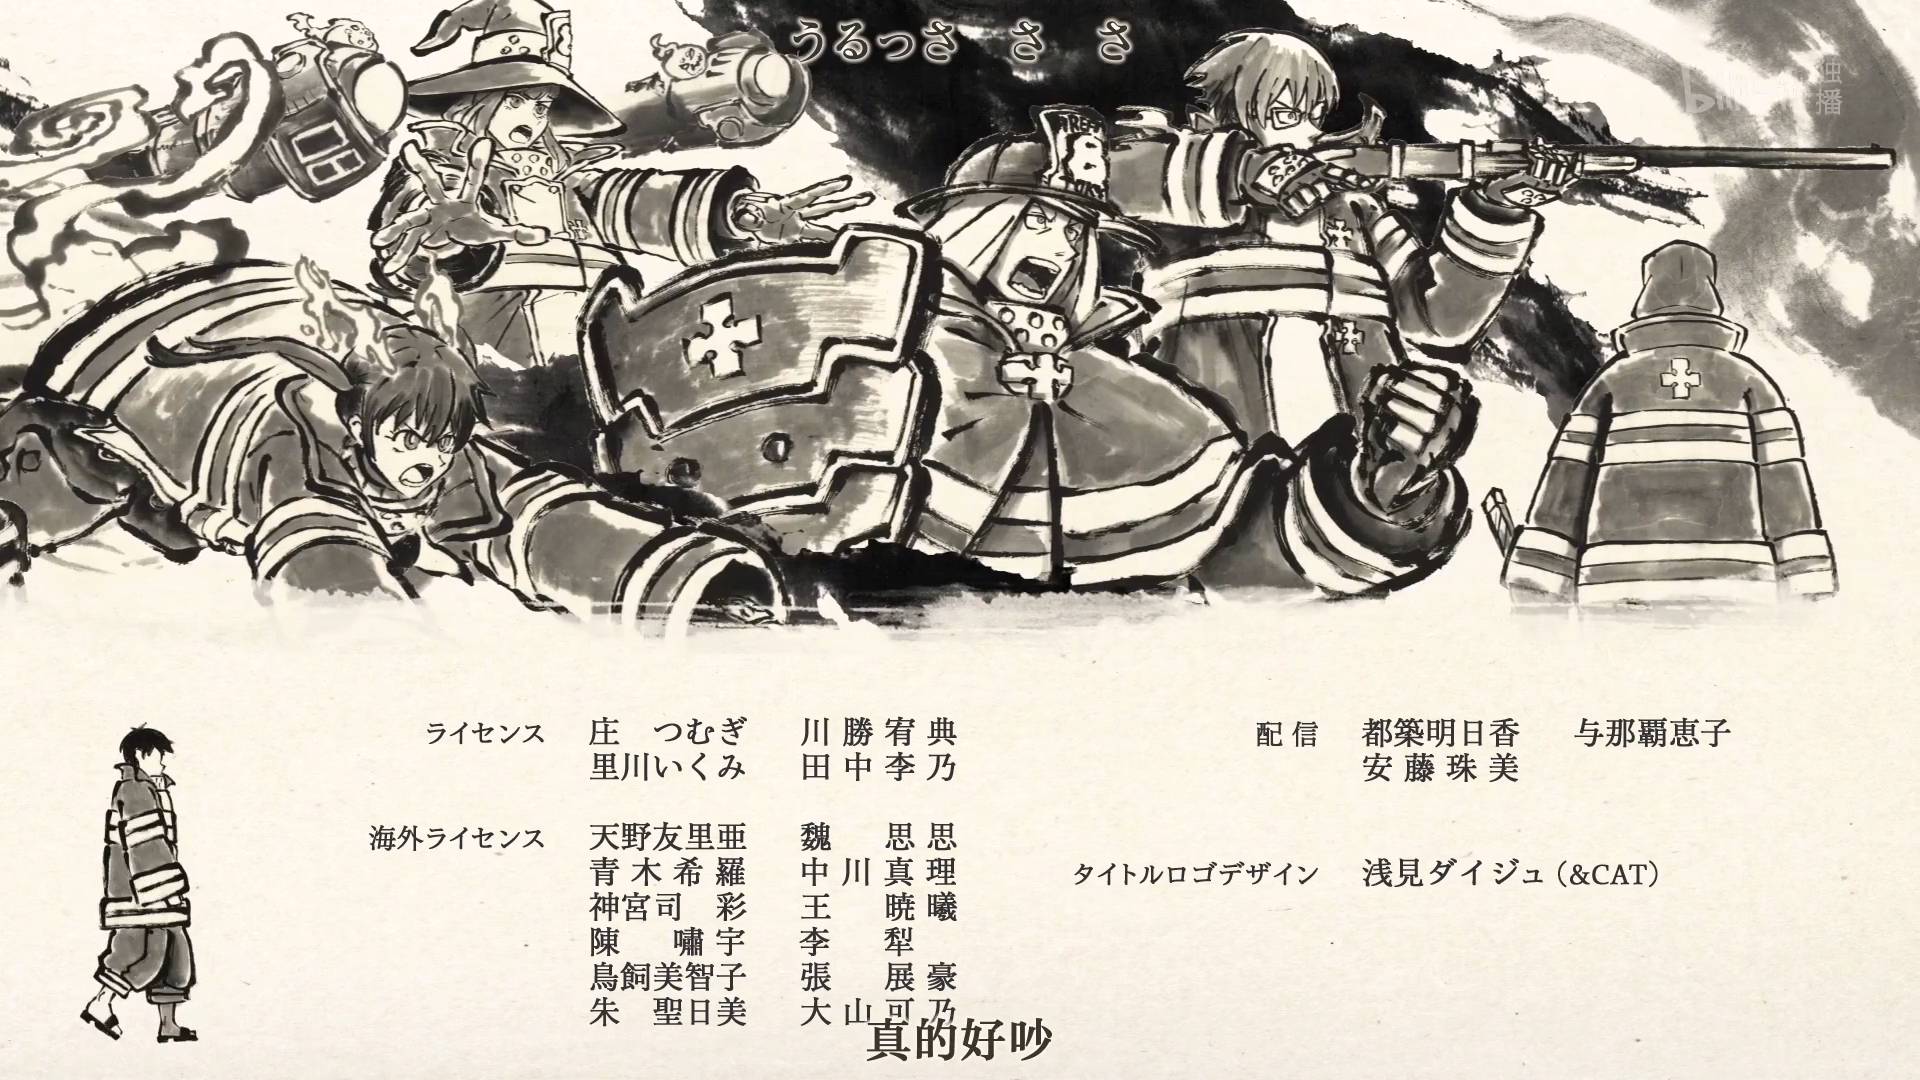 うるっさ さ さ
独播
ライセンス 庄 つむぎ 川勝宥典
里川いくみ 田中李乃
海外ライセンス 天野友里亜 魏 思思
青木希羅 中川真理
神宮司 彩 王 暁曦
陳 嘯宇 李 犁
鳥飼美智子 張 展豪
朱 聖日美 大山可乃
配信 都築明日香 与那覇恵子
安藤珠美
タイトルロゴデザイン 浅見ダイジュ（&CAT）
真的好吵